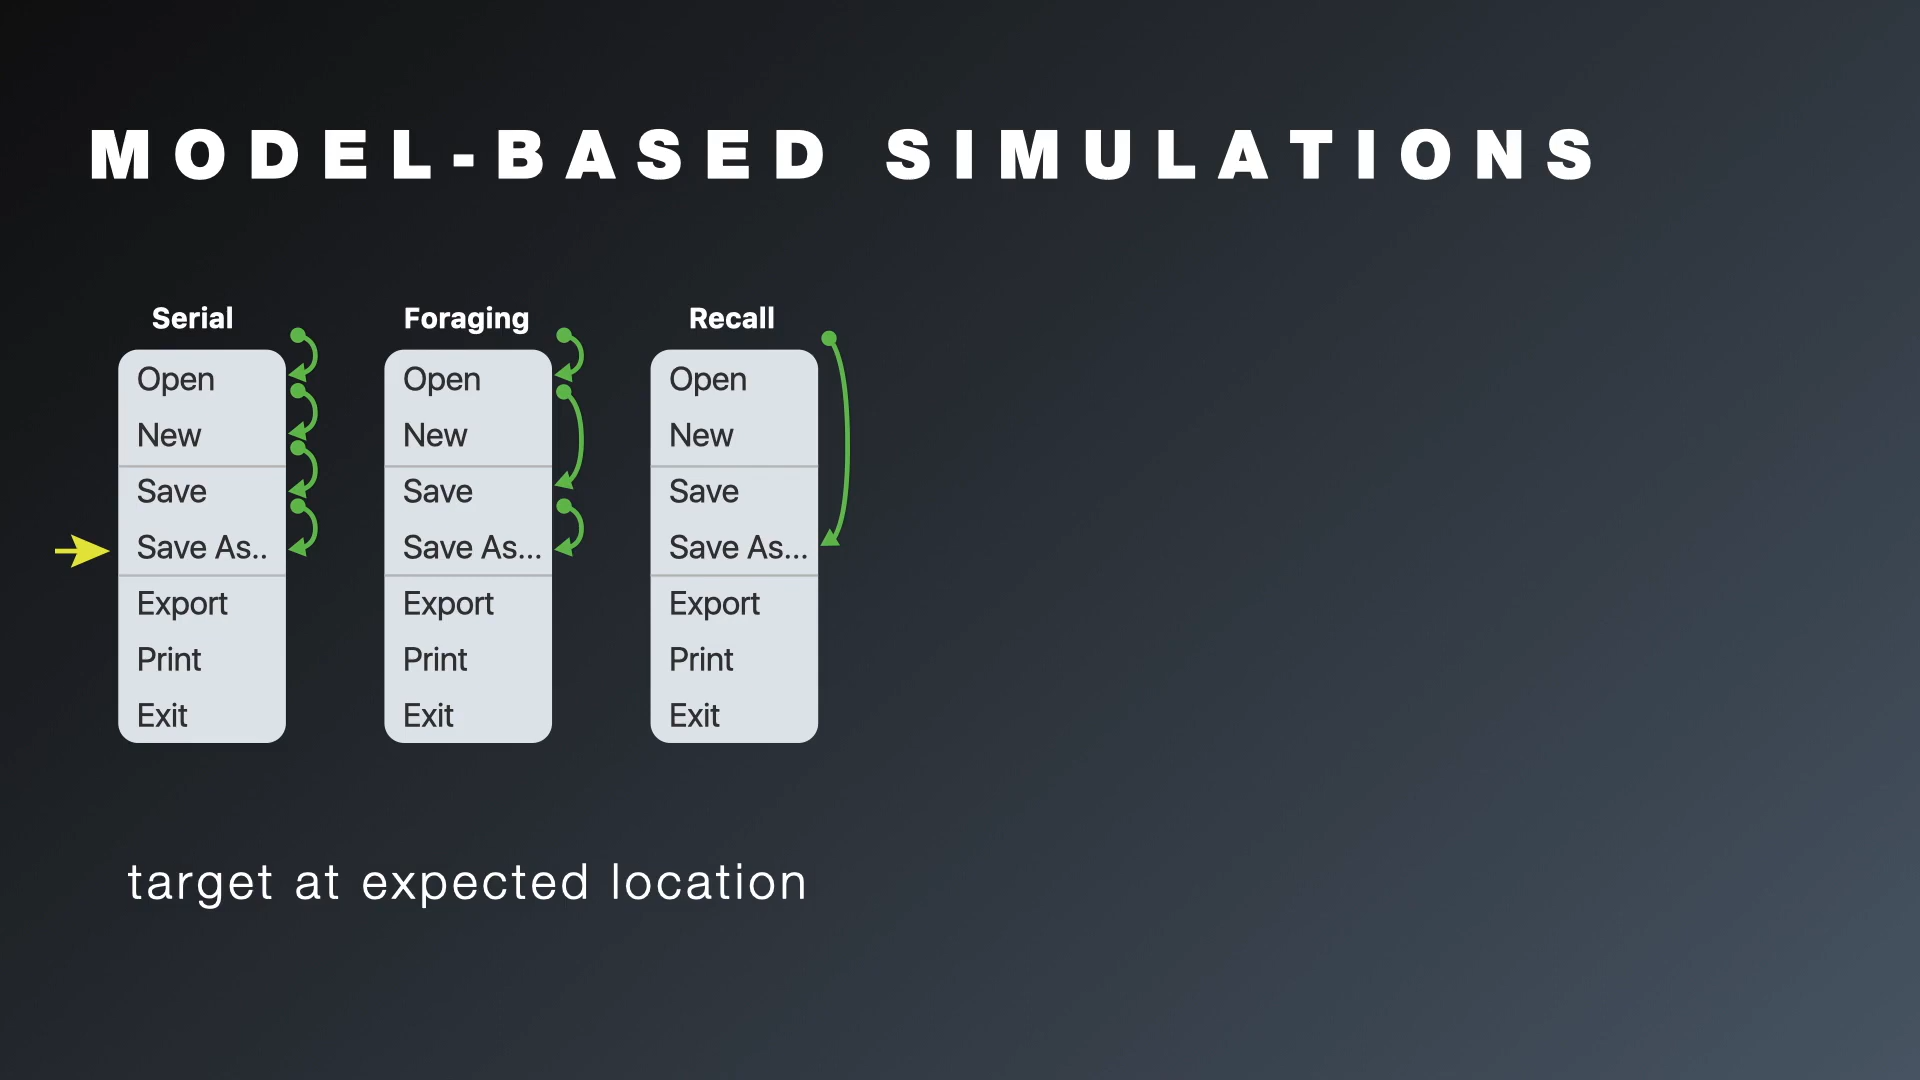 MODEL-BASED SIMULATIONS
Serial
Open
New
Save
Save As..
Export
Print
Exit
Foraging
Open
New
Save
Save As...
Export
Print
Exit
Recall
Open
New
Save
Save As...
Export
Print
Exit
target at expected location